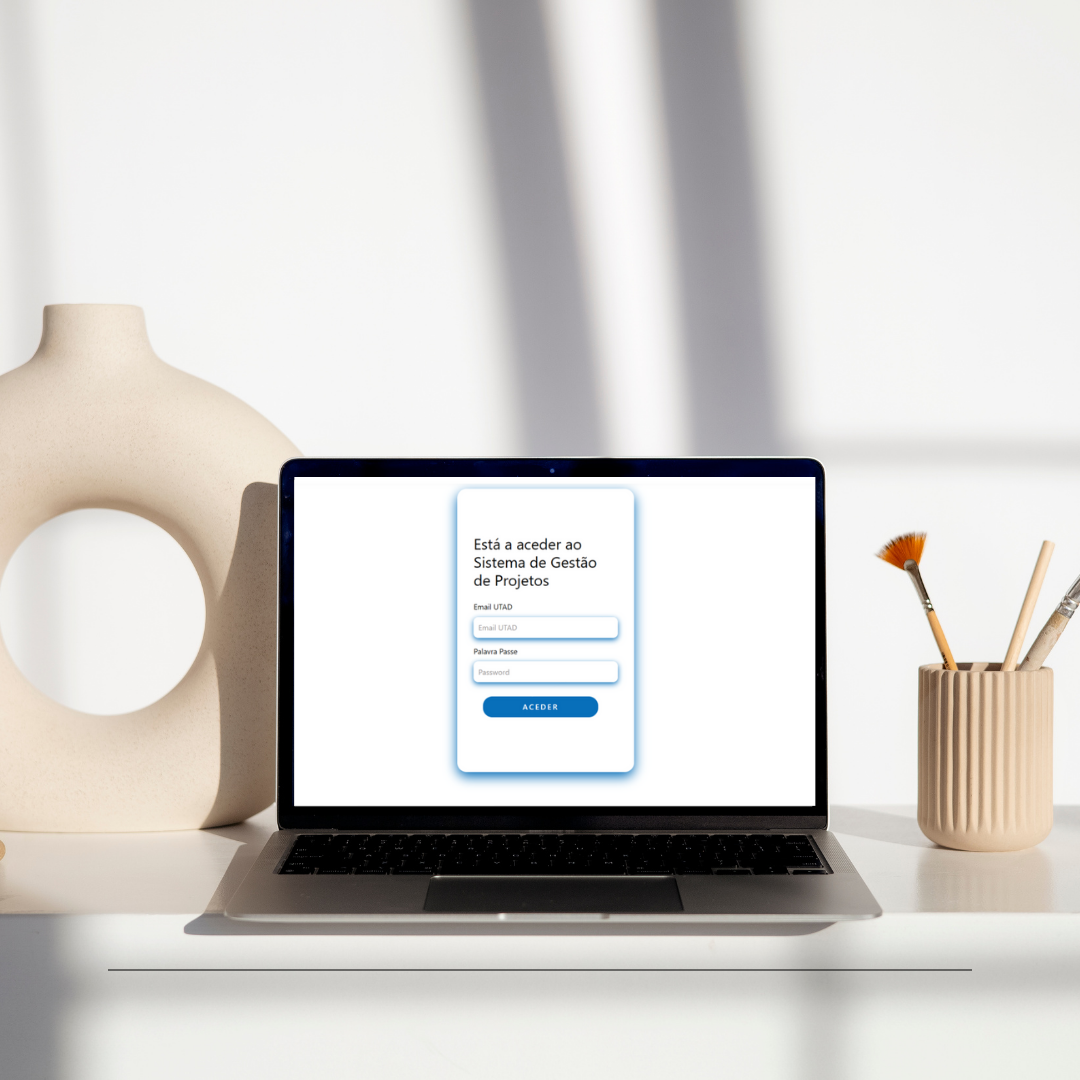 Está a aceder ao
Sistema de Gestão
de Projetos
Email UTAD
Email UTAD
Palavra Passe
Password
ACEDER